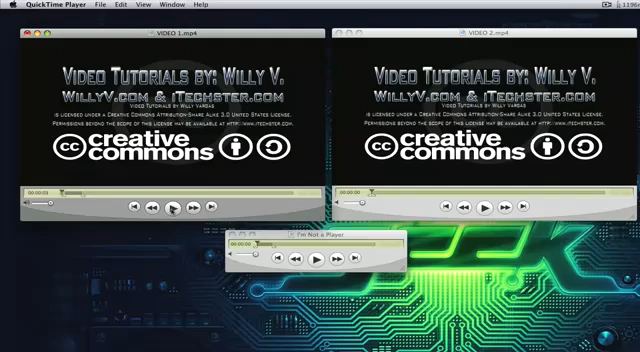 QuickTime Player File Edit View Window Help
VIDEO 1.mp4
VIDEO TUTORIALS BY: WILLY V.
WILLYV.COM & ITECHSTER.COM
VIDEO TUTORIALS BY WILLY VARGAS
IS LICENSED UNDER A CREATIVE COMMONS ATTRIBUTION-SHARE ALIKE 3.0 UNITED STATES LICENSE.
PERMISSIONS BEYOND THE SCOPE OF THIS LICENSE MAY BE AVAILABLE AT HTTP://WWW.ITECHSTER.COM.
cc creative commons
00:00:03
VIDEO 2.mp4
VIDEO TUTORIALS BY: WILLY V.
WILLYV.COM & ITECHSTER.COM
VIDEO TUTORIALS BY WILLY VARGAS
IS LICENSED UNDER A CREATIVE COMMONS ATTRIBUTION-SHARE ALIKE 3.0 UNITED STATES LICENSE.
PERMISSIONS BEYOND THE SCOPE OF THIS LICENSE MAY BE AVAILABLE AT HTTP://WWW.ITECHSTER.COM.
cc creative commons
00:00:00
I'm Not a Player
00:00:00